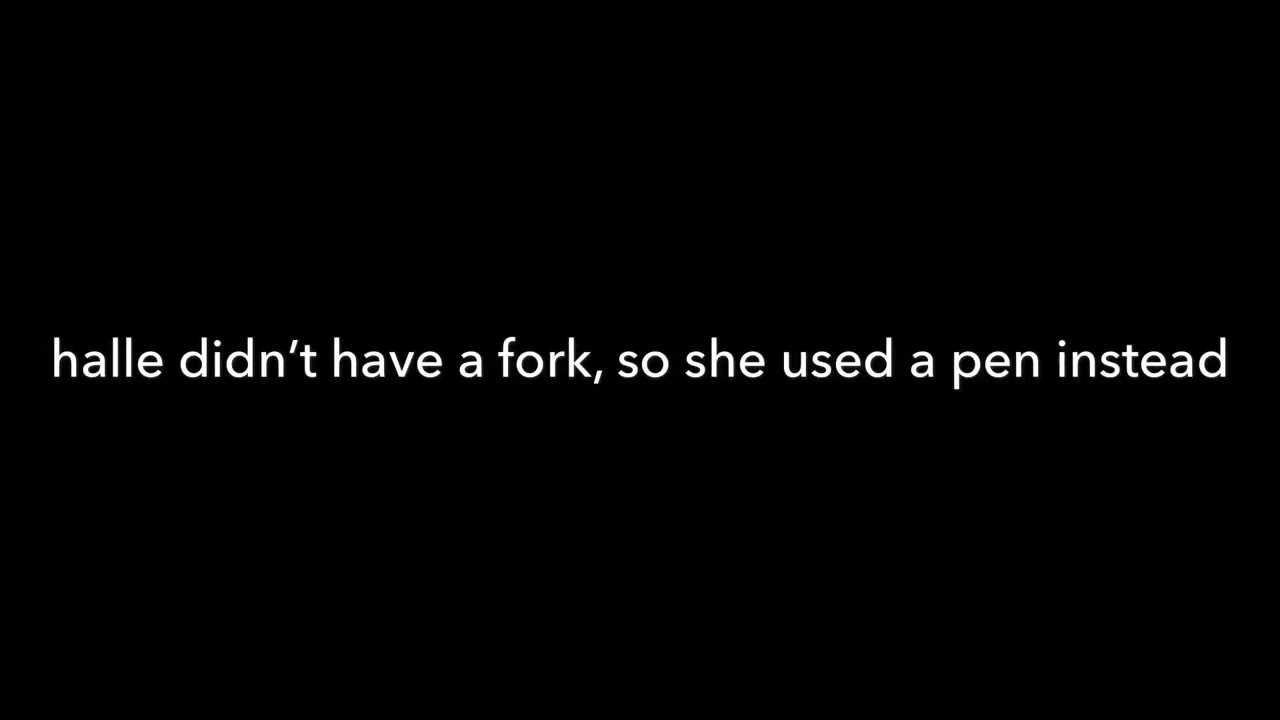 halle didn’t have a fork, so she used a pen instead